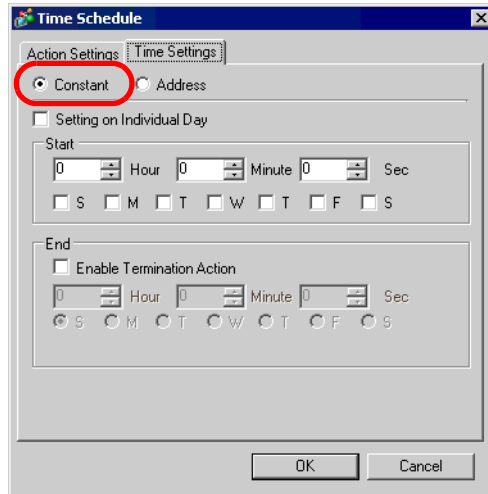 Time Schedule
Action Settings Time Settings
Constant Address
Setting on Individual Day
Start
0 Hour 0 Minute 0 Sec
S M T W T F S
End
Enable Termination Action
0 Hour 0 Minute 0 Sec
S M T W T F S
OK Cancel